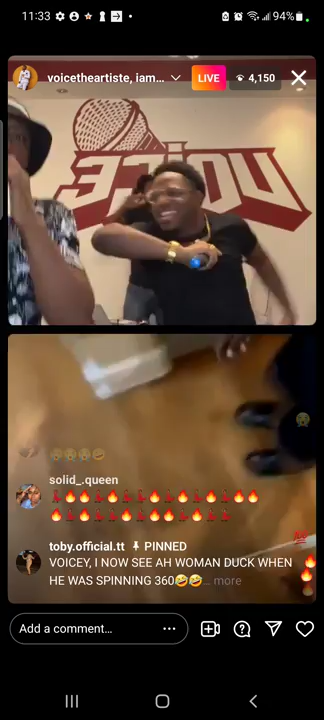 11:33
94%
voicetheartiste, iam...
LIVE
4,150
VOICE
solid_.queen
toby.official.tt PINNED
VOICEY, I NOW SEE AH WOMAN DUCK WHEN
HE WAS SPINNING 360🤣🤣... more
Add a comment...